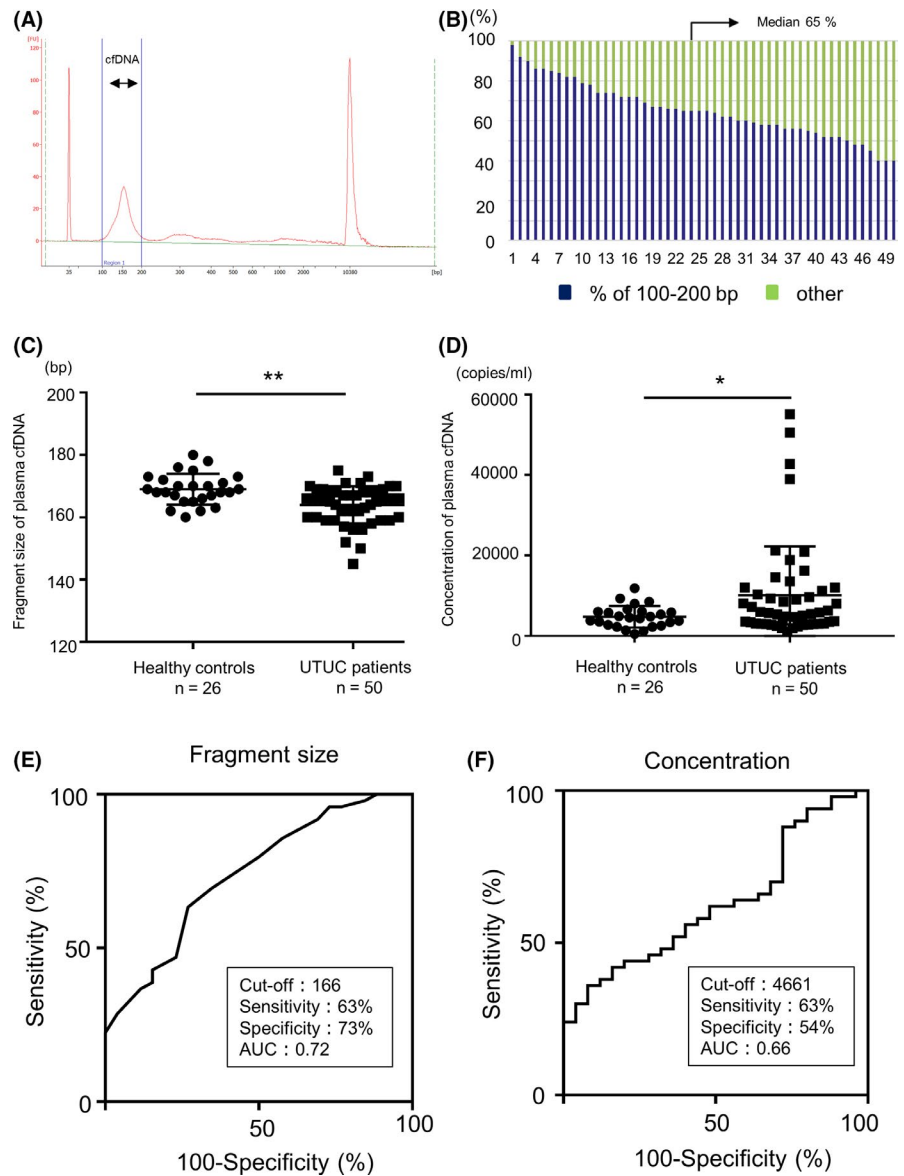 (A)
[FU]
120
100
80
60
40
20
0
cfDNA
Region 1
35 100 150 200 300 400 500 600 1000 2000 10380 [bp]
(B)
(%)
Median 65 %
100
80
60
40
20
0
1 4 7 10 13 16 19 22 25 28 31 34 37 40 43 46 49
% of 100-200 bp other
(C)
(bp)
Fragment size of plasma cfDNA
200
180
160
140
120
**
Healthy controls
n = 26
UTUC patients
n = 50
(D)
(copies/ml)
Concentration of plasma cfDNA
60000
40000
20000
0
*
Healthy controls
n = 26
UTUC patients
n = 50
(E)
Fragment size
Sensitivity (%)
100
50
0
Cut-off : 166
Sensitivity : 63%
Specificity : 73%
AUC : 0.72
50 100
100-Specificity (%)
(F)
Concentration
Sensitivity (%)
100
50
0
Cut-off : 4661
Sensitivity : 63%
Specificity : 54%
AUC : 0.66
50 100
100-Specificity (%)